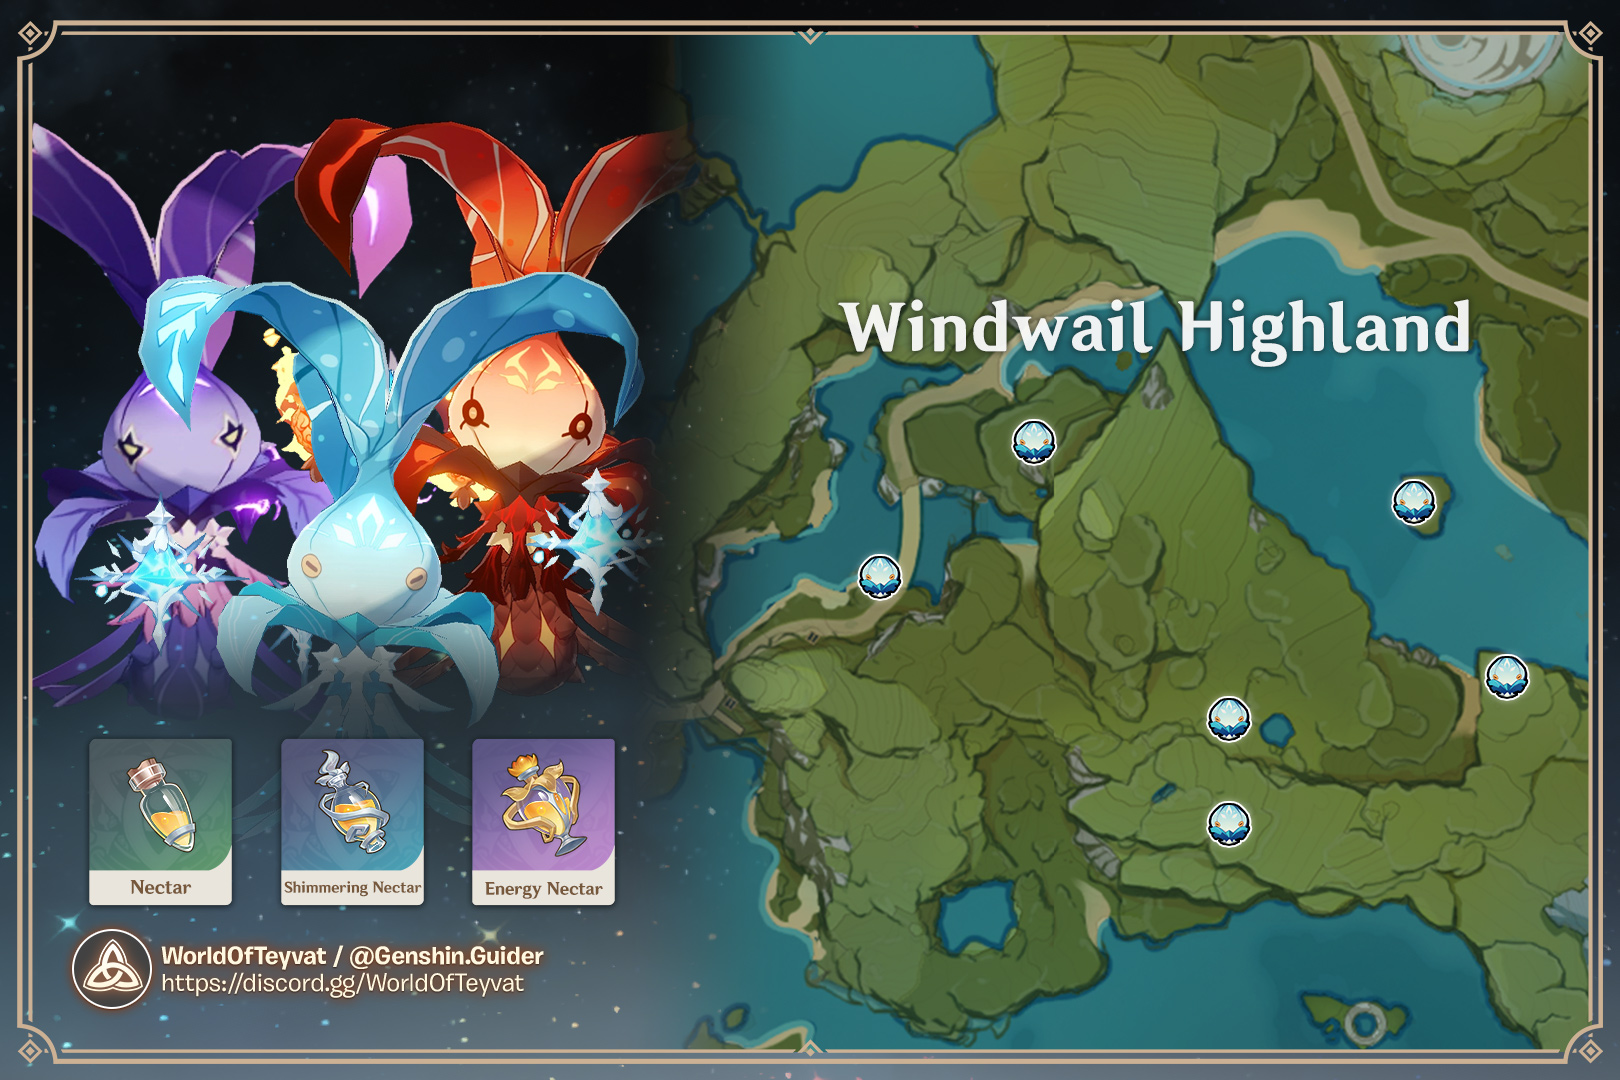 Windwail Highland
Nectar
Shimmering Nectar
Energy Nectar
WorldOfTeyvat / @Genshin.Guider
https://discord.gg/WorldOfTeyvat